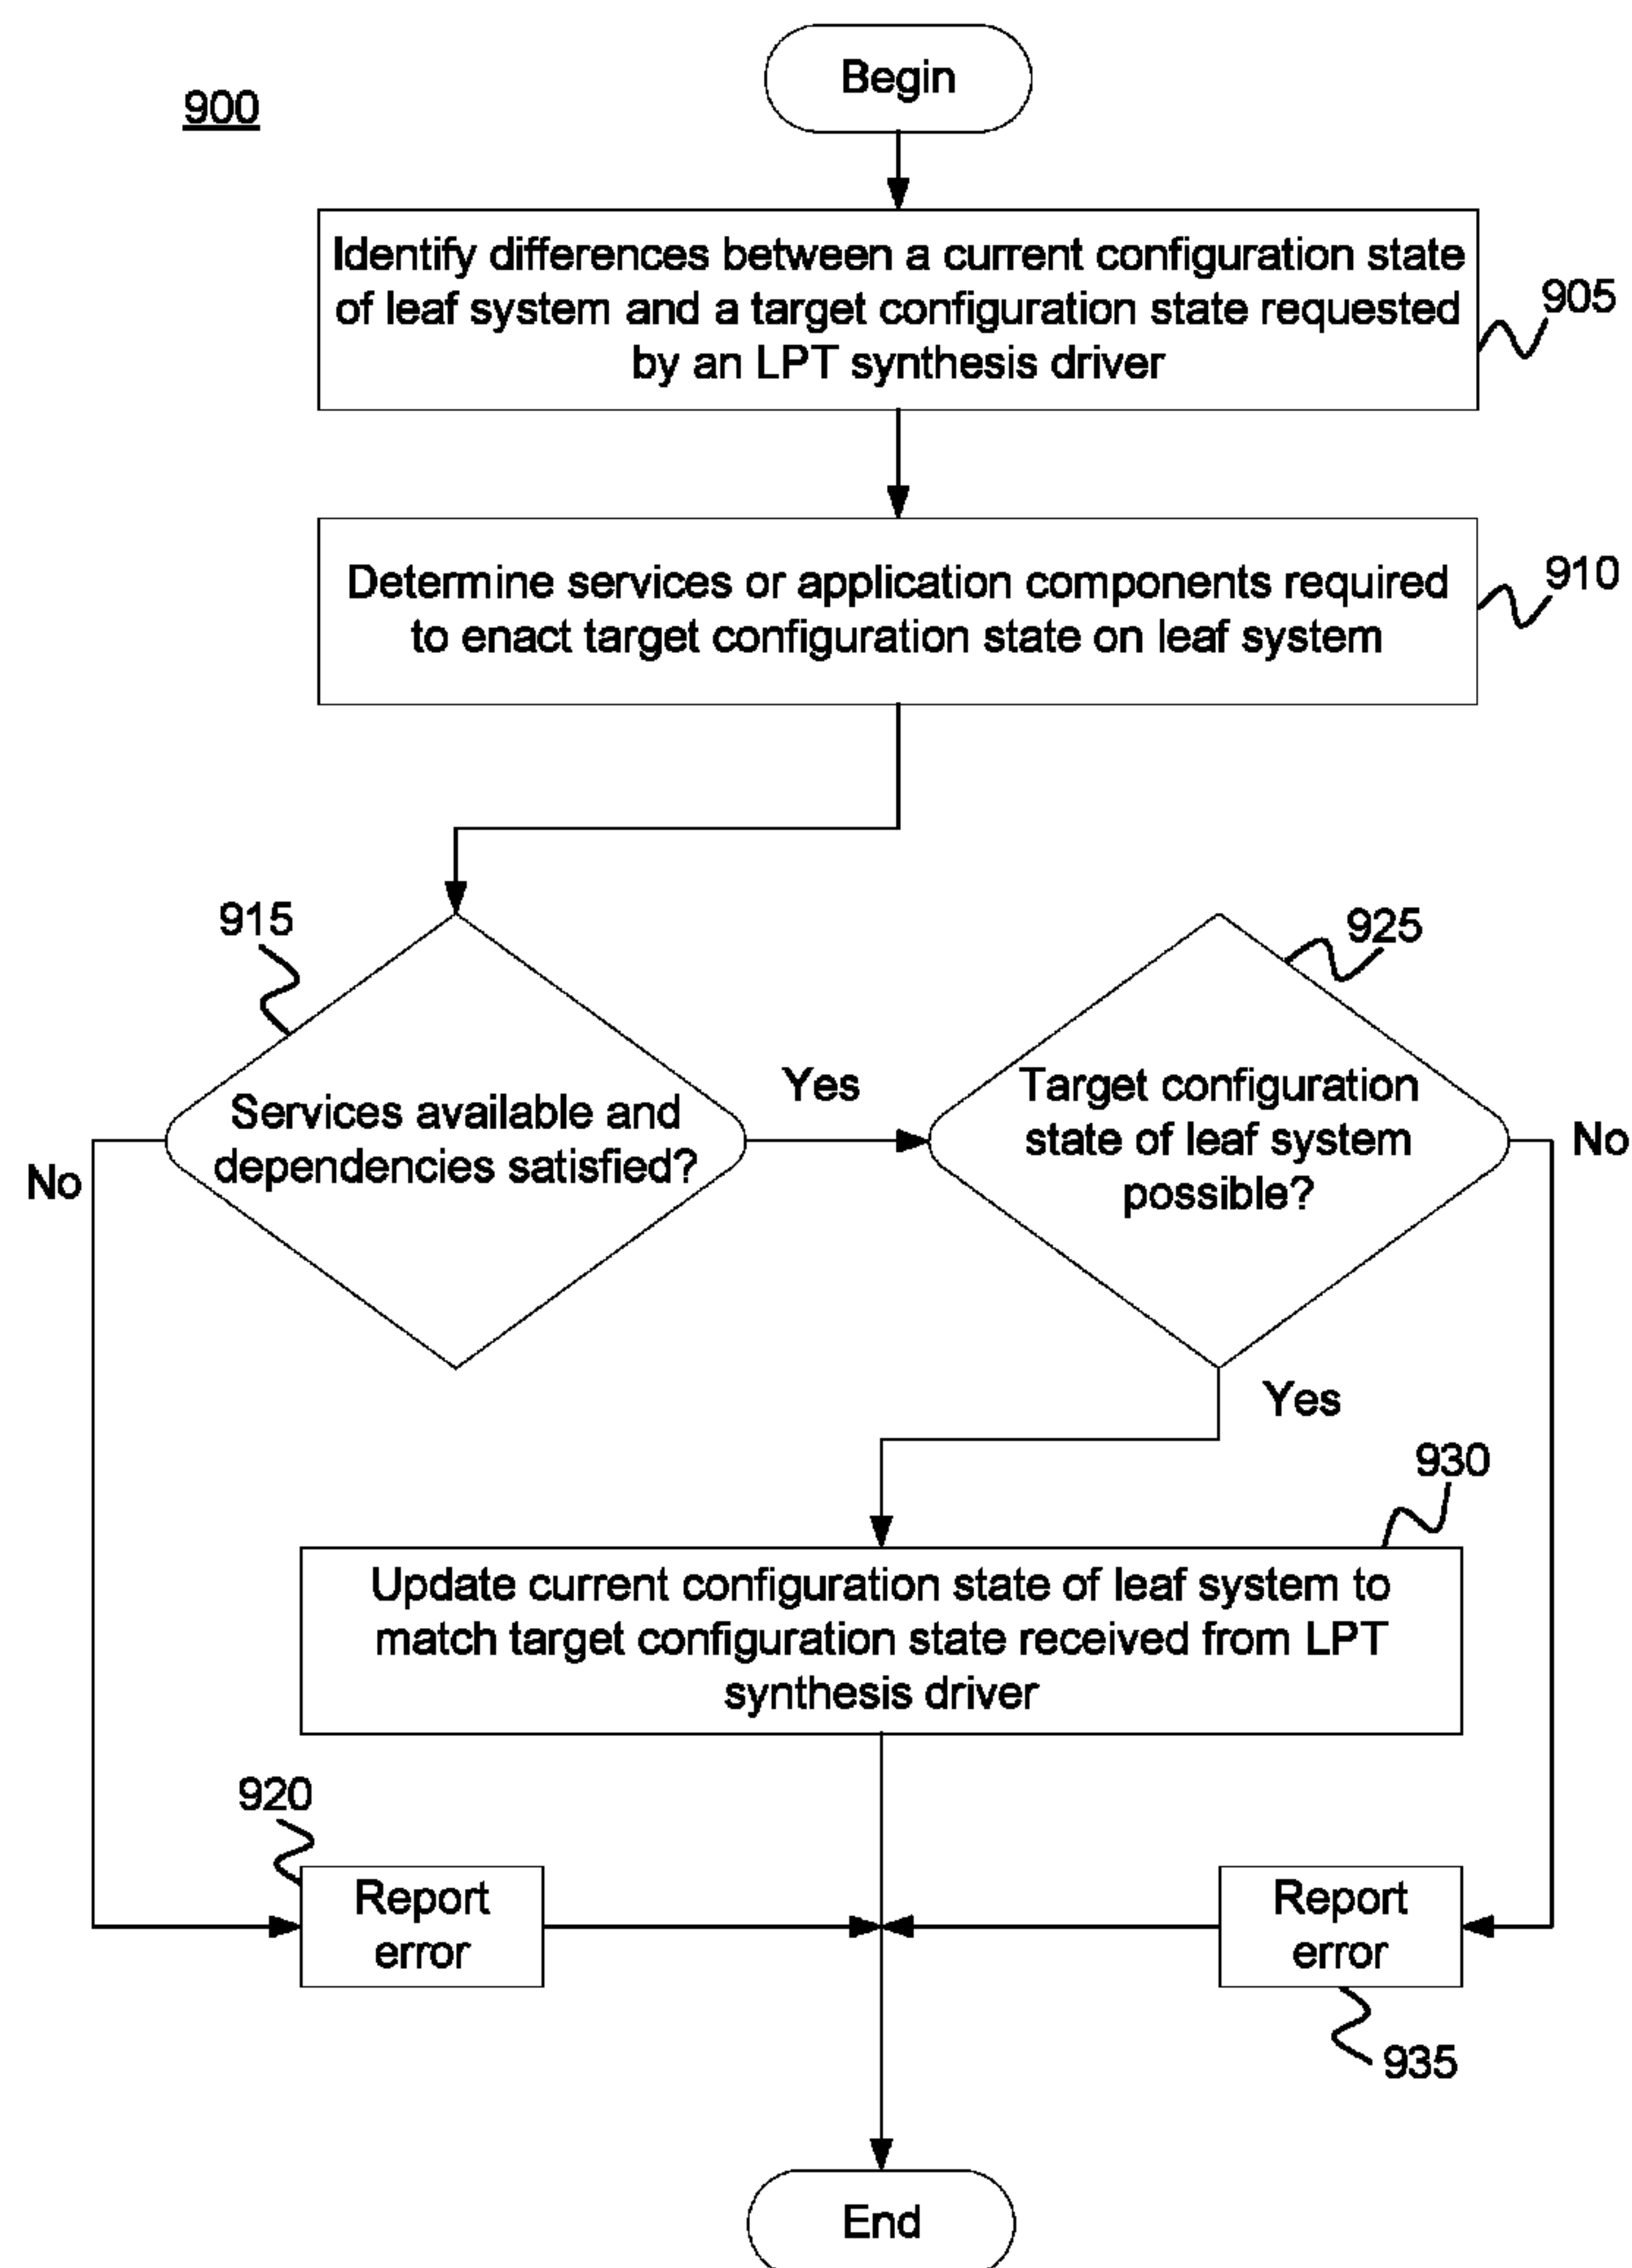 Begin
900
Identify differences between a current configuration state
of leaf system and a target configuration state requested
by an LPT synthesis driver
905
Determine services or application components required
to enact target configuration state on leaf system
910
915
925
Services available and
dependencies satisfied?
Yes
No
Target configuration
state of leaf system
possible?
No
Yes
930
Update current configuration state of leaf system to
match target configuration state received from LPT
synthesis driver
920
Report
error
Report
error
935
End